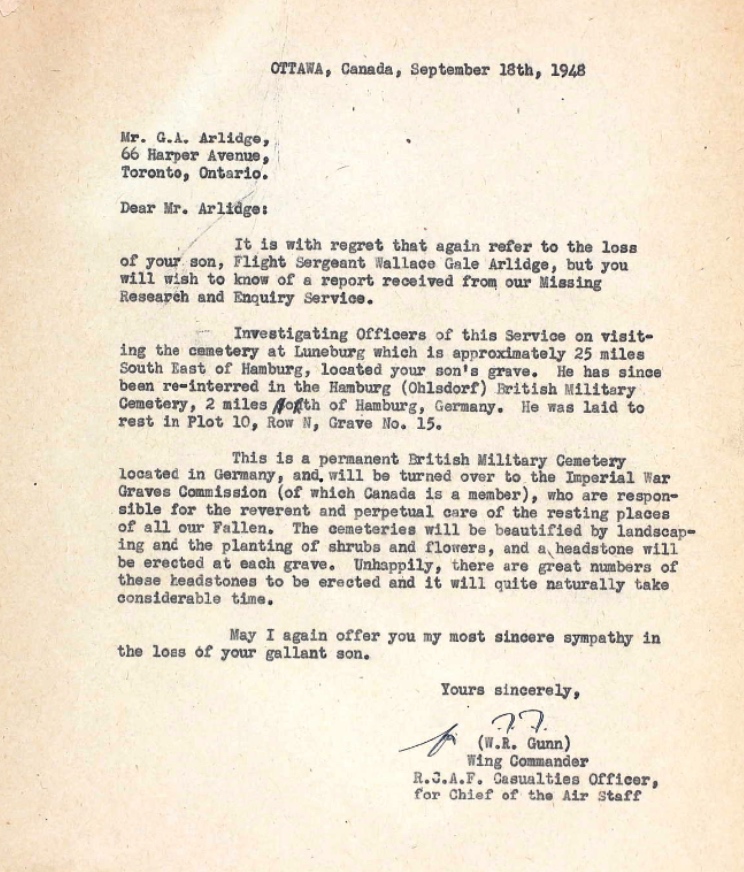 OTTAWA, Canada, September 18th, 1948
Mr. G.A. Arlidge,
66 Harper Avenue,
Toronto, Ontario.
Dear Mr. Arlidge:
It is with regret that again refer to the loss
of your son, Flight Sergeant Wallace Gale Arlidge, but you
will wish to know of a report received from our Missing
Research and Enquiry Service.
Investigating Officers of this Service on visit-
ing the cemetery at Luneburg which is approximately 25 miles
South East of Hamburg, located your son's grave. He has since
been re-interred in the Hamburg (Ohlsdorf) British Military
Cemetery, 2 miles North of Hamburg, Germany. He was laid to
rest in Plot 10, Row N, Grave No. 15.
This is a permanent British Military Cemetery
located in Germany, and will be turned over to the Imperial War
Graves Commission (of which Canada is a member), who are respon-
sible for the reverent and perpetual care of the resting places
of all our Fallen. The cemeteries will be beautified by landscap-
ing and the planting of shrubs and flowers, and a headstone will
be erected at each grave. Unhappily, there are great numbers of
these headstones to be erected and it will quite naturally take
considerable time.
May I again offer you my most sincere sympathy in
the loss of your gallant son.
Yours sincerely,
(W.R. Gunn)
Wing Commander
R.C.A.F. Casualties Officer,
for Chief of the Air Staff